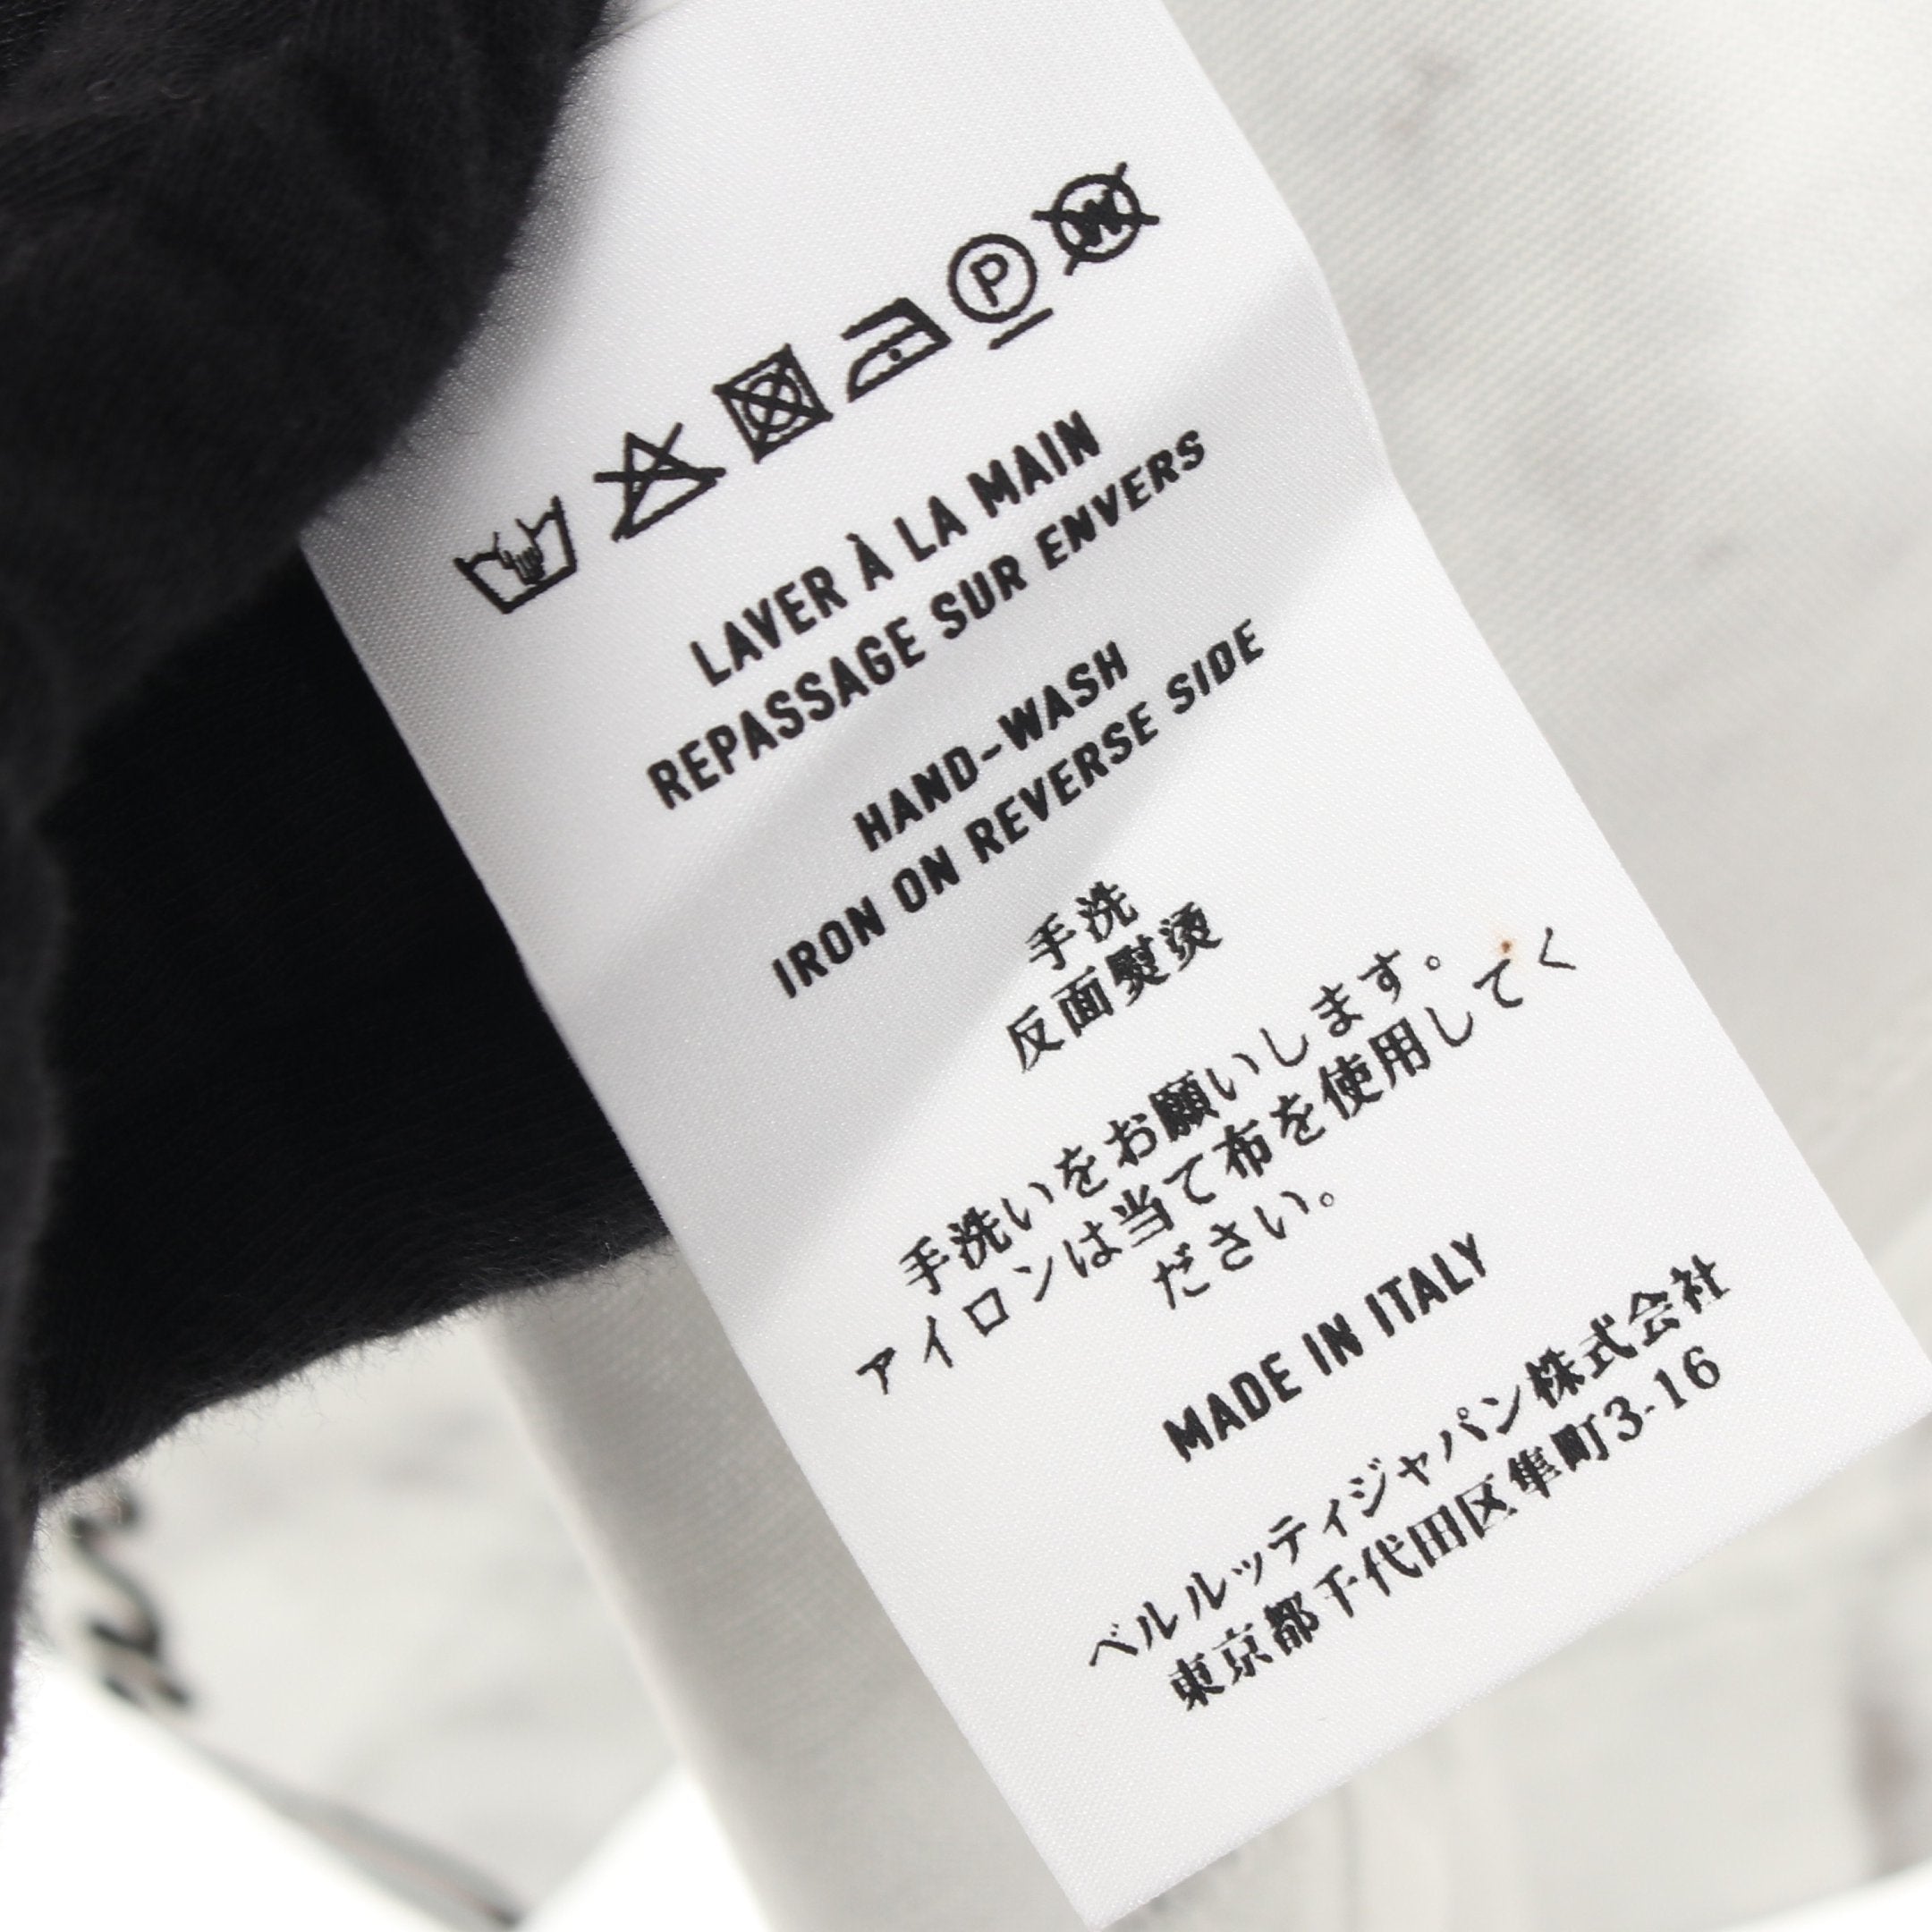 P
W
LAVER À LA MAIN
REPASSAGE SUR ENVERS
HAND-WASH
IRON ON REVERSE SIDE
手洗
反面熨烫
手洗いをお願いします。
アイロンは当て布を使用してく
ださい。
MADE IN ITALY
ベルルッティジャパン株式会社
東京都千代田区隼町3-16